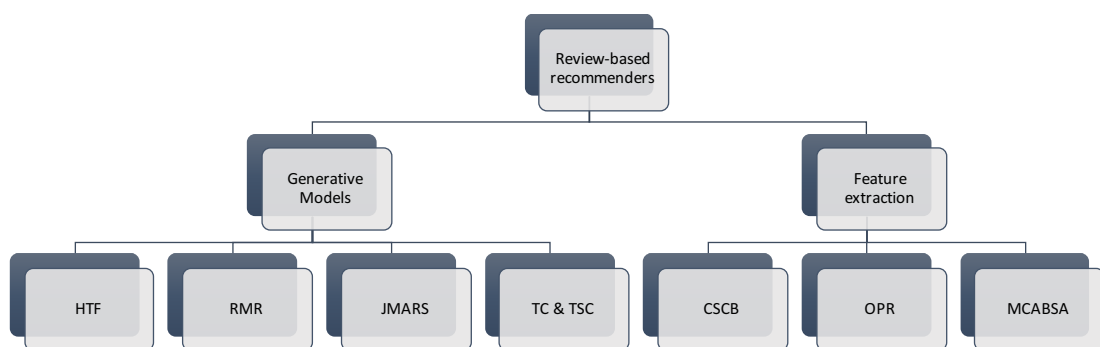 Review-based
recommenders
Generative
Models
Feature
extraction
HTF
RMR
JMARS
TC & TSC
CSCB
OPR
MCABSA